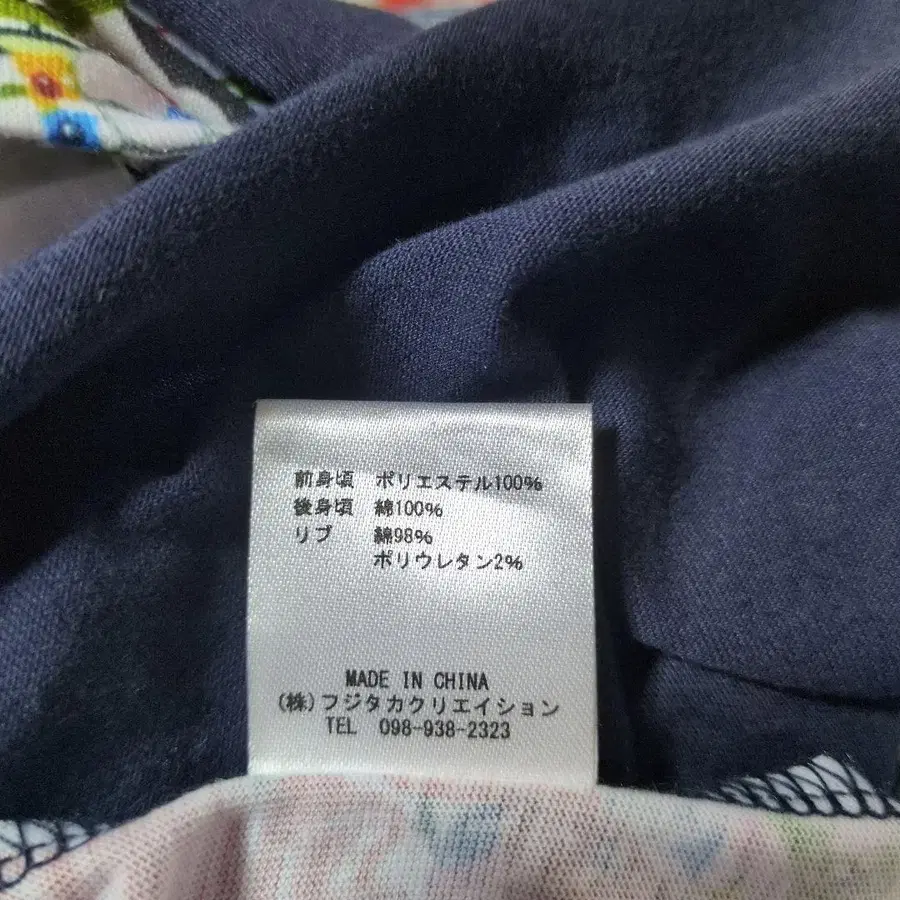 前身頃 ポリエステル100%
後身頃 綿100%
リブ 綿98%
ポリウレタン2%
MADE IN CHINA
(株)フジタカクリエイション
TEL 098-938-2323